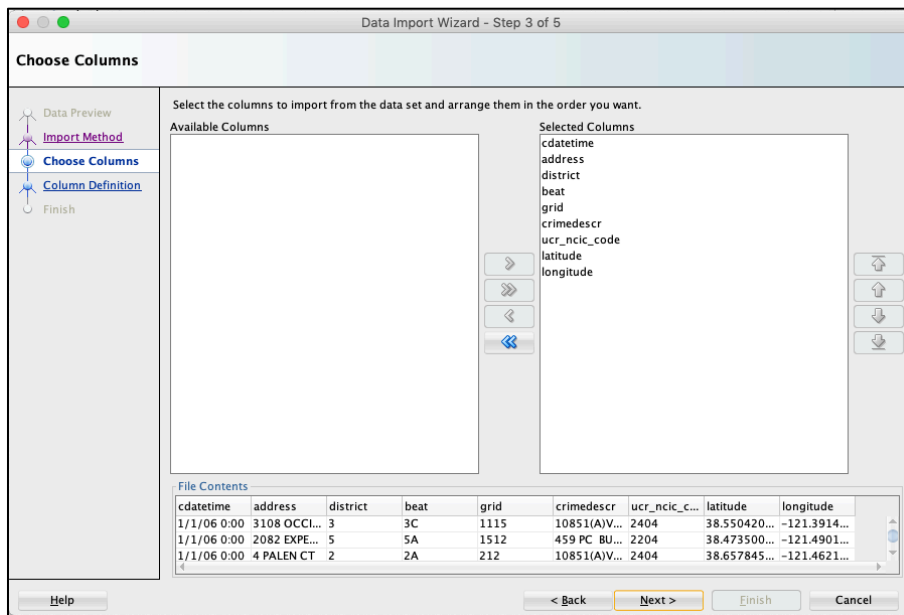 Data Import Wizard - Step 3 of 5
Choose Columns
Data Preview
Import Method
Choose Columns
Column Definition
Finish
Select the columns to import from the data set and arrange them in the order you want.
Available Columns
Selected Columns
cdatetime
address
district
beat
grid
crimedescr
ucr_ncic_code
latitude
longitude
File Contents
cdatetime address district beat grid crimedescr ucr_ncic_c... latitude longitude
1/1/06 0:00 3108 OCCI... 3 3C 1115 10851(A)V... 2404 38.550420... -121.3914...
1/1/06 0:00 2082 EXPE... 5 5A 1512 459 PC BU... 2204 38.473500... -121.4901...
1/1/06 0:00 4 PALEN CT 2 2A 212 10851(A)V... 2404 38.657845... -121.4621...
Help < Back Next > Finish Cancel